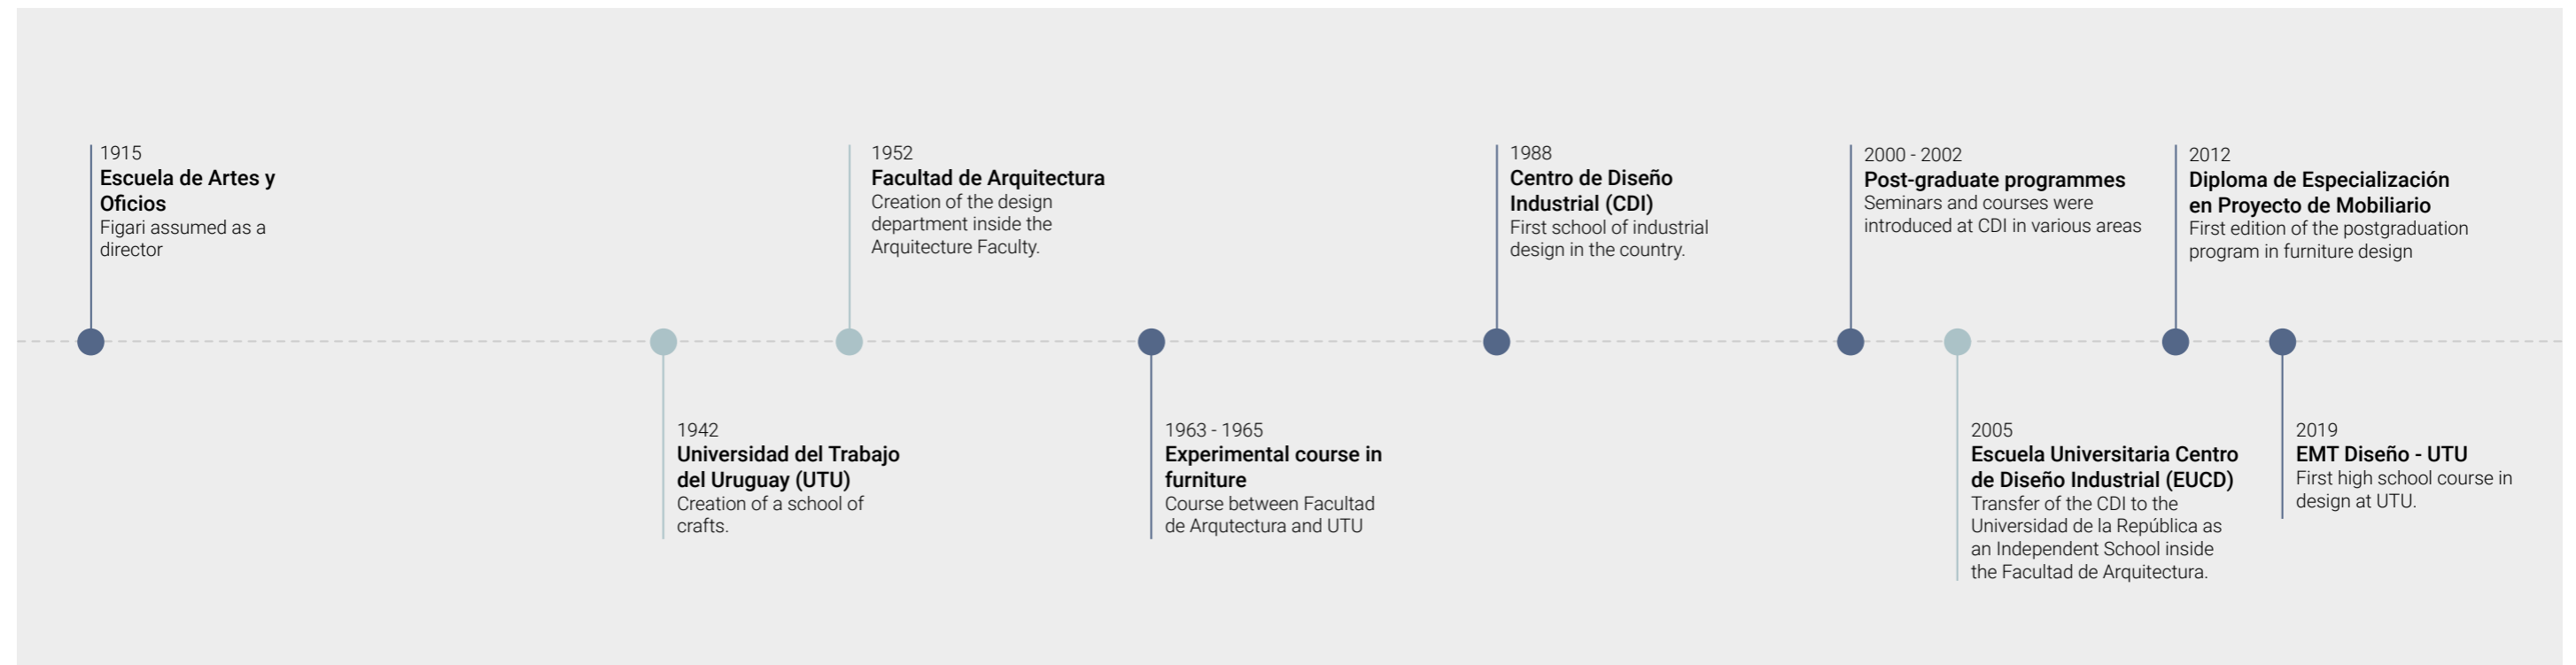 1915
Escuela de Artes y
Oficios
Figari assumed as a
director
1942
Universidad del Trabajo
del Uruguay (UTU)
Creation of a school of
crafts.
1952
Facultad de Arquitectura
Creation of the design
department inside the
Arquitecture Faculty.
1963 - 1965
Experimental course in
furniture
Course between Facultad
de Arqutectura and UTU
1988
Centro de Diseño
Industrial (CDI)
First school of industrial
design in the country.
2000 - 2002
Post-graduate programmes
Seminars and courses were
introduced at CDI in various areas
2005
Escuela Universitaria Centro
de Diseño Industrial (EUCD)
Transfer of the CDI to the
Universidad de la República as
an Independent School inside
the Facultad de Arquitectura.
2012
Diploma de Especialización
en Proyecto de Mobiliario
First edition of the postgraduation
program in furniture design
2019
EMT Diseño - UTU
First high school course in
design at UTU.